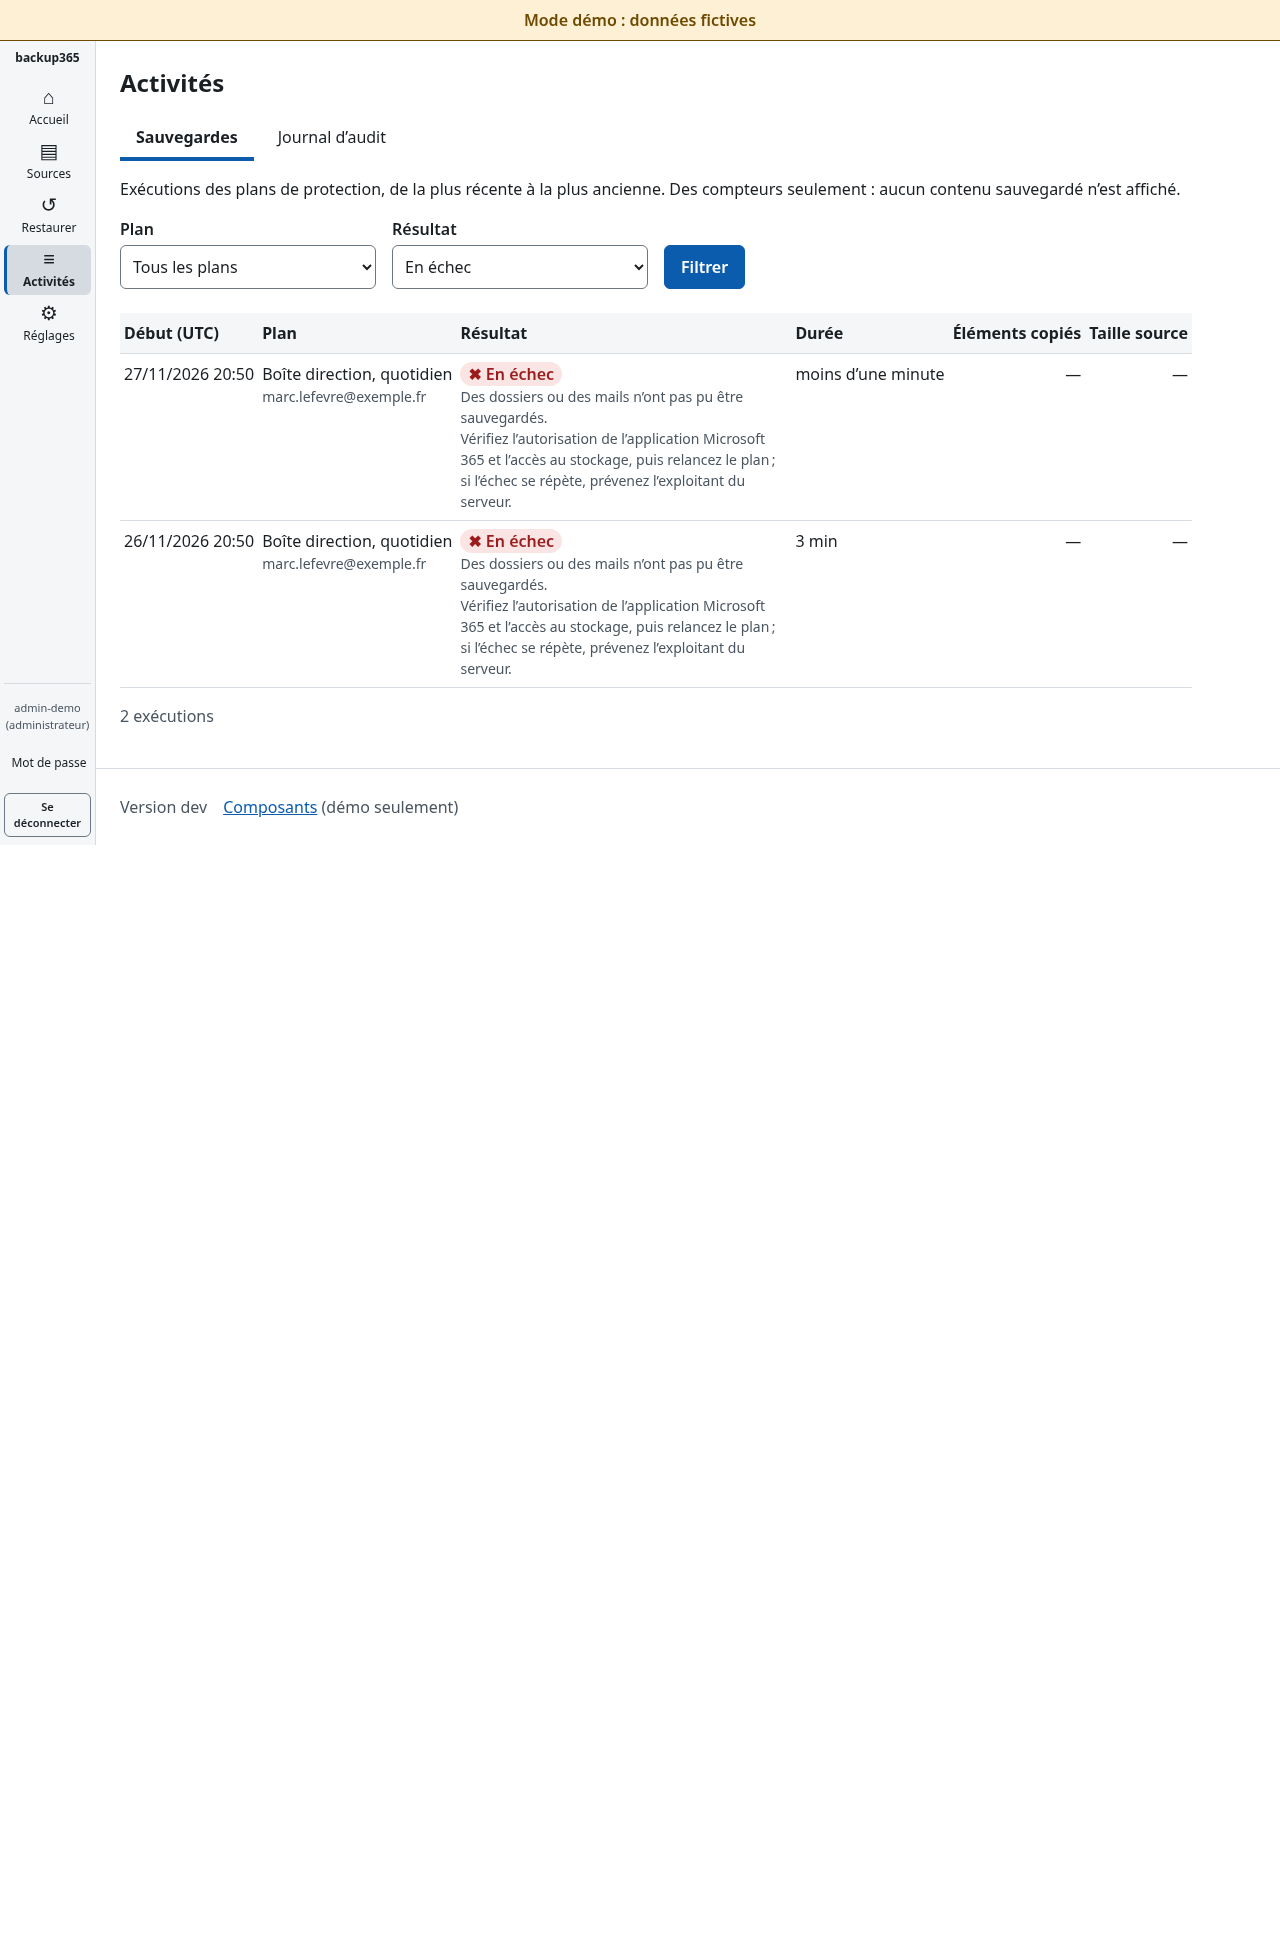 Mode démo : données fictives
backup365
Accueil
Sources
Restaurer
Activités
Réglages
admin-demo
(administrateur)
Mot de passe
Se
déconnecter
Activités
Sauvegardes Journal d’audit
Exécutions des plans de protection, de la plus récente à la plus ancienne. Des compteurs seulement : aucun contenu sauvegardé n’est affiché.
Plan Résultat
Tous les plans En échec Filtrer
Début (UTC) Plan Résultat Durée Éléments copiés Taille source
27/11/2026 20:50 Boîte direction, quotidien ✖ En échec moins d’une minute — —
marc.lefevre@exemple.fr Des dossiers ou des mails n’ont pas pu être
sauvegardés.
Vérifiez l’autorisation de l’application Microsoft
365 et l’accès au stockage, puis relancez le plan ;
si l’échec se répète, prévenez l’exploitant du
serveur.
26/11/2026 20:50 Boîte direction, quotidien ✖ En échec 3 min — —
marc.lefevre@exemple.fr Des dossiers ou des mails n’ont pas pu être
sauvegardés.
Vérifiez l’autorisation de l’application Microsoft
365 et l’accès au stockage, puis relancez le plan ;
si l’échec se répète, prévenez l’exploitant du
serveur.
2 exécutions
Version dev Composants (démo seulement)